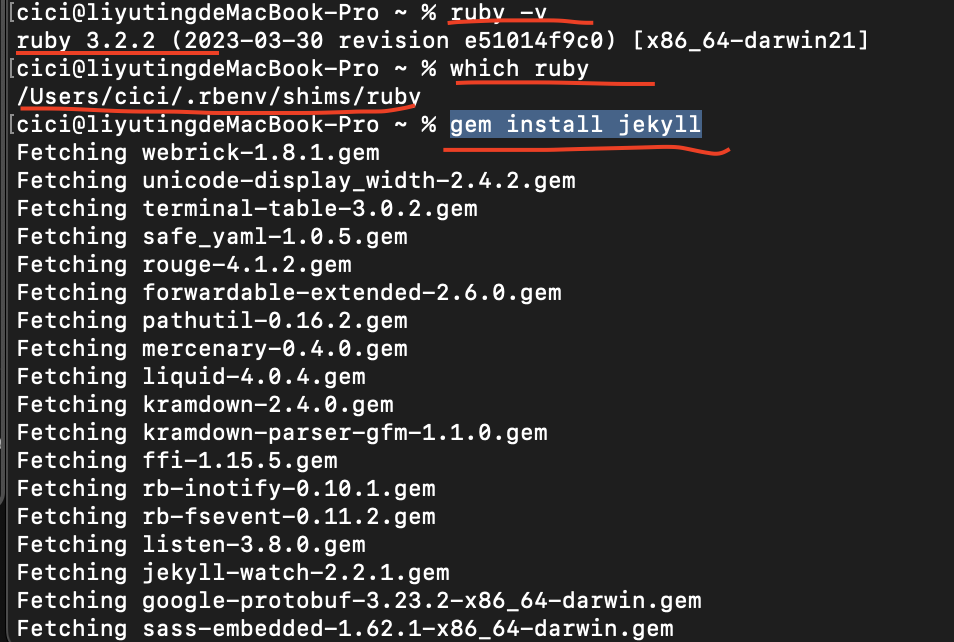 [cici@liyutingdeMacBook-Pro ~ % ruby -v
ruby 3.2.2 (2023-03-30 revision e51014f9c0) [x86_64-darwin21]
[cici@liyutingdeMacBook-Pro ~ % which ruby
/Users/cici/.rbenv/shims/ruby
[cici@liyutingdeMacBook-Pro ~ % gem install jekyll
Fetching webrick-1.8.1.gem
Fetching unicode-display_width-2.4.2.gem
Fetching terminal-table-3.0.2.gem
Fetching safe_yaml-1.0.5.gem
Fetching rouge-4.1.2.gem
Fetching forwardable-extended-2.6.0.gem
Fetching pathutil-0.16.2.gem
Fetching mercenary-0.4.0.gem
Fetching liquid-4.0.4.gem
Fetching kramdown-2.4.0.gem
Fetching kramdown-parser-gfm-1.1.0.gem
Fetching ffi-1.15.5.gem
Fetching rb-inotify-0.10.1.gem
Fetching rb-fsevent-0.11.2.gem
Fetching listen-3.8.0.gem
Fetching jekyll-watch-2.2.1.gem
Fetching google-protobuf-3.23.2-x86_64-darwin.gem
Fetching sass-embedded-1.62.1-x86_64-darwin.gem